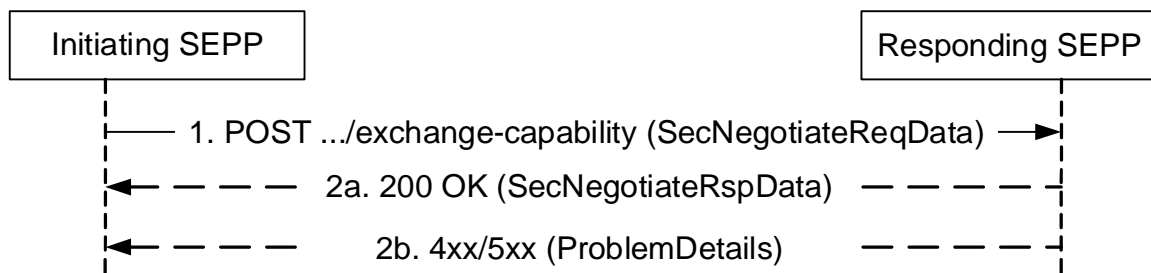 Initiating SEPP
Responding SEPP
1. POST .../exchange-capability (SecNegotiateReqData)
2a. 200 OK (SecNegotiateRspData)
2b. 4xx/5xx (ProblemDetails)